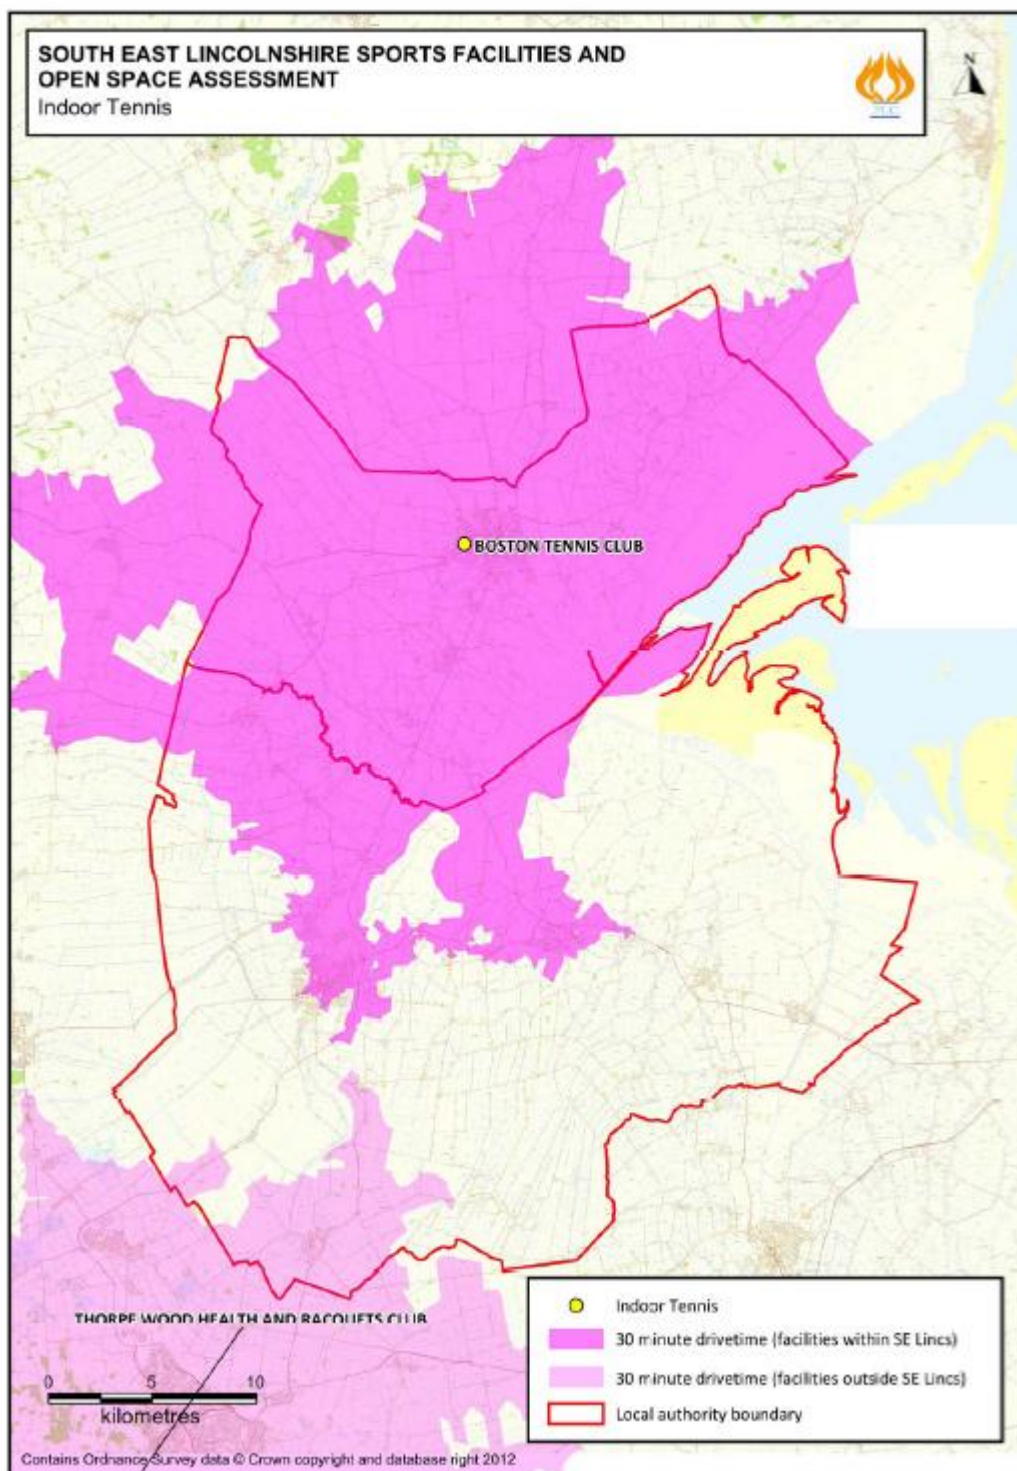 SOUTH EAST LINCOLNSHIRE SPORTS FACILITIES AND
OPEN SPACE ASSESSMENT
Indoor Tennis
N
BOSTON TENNIS CLUB
THORPE WOOD HEALTH AND RACQUETS CLUB
Indoor Tennis
30 minute drivetime (facilities within SE Lincs)
30 minute drivetime (facilities outside SE Lincs)
Local authority boundary
0 5 10
kilometres
Contains Ordnance Survey data © Crown copyright and database right 2012